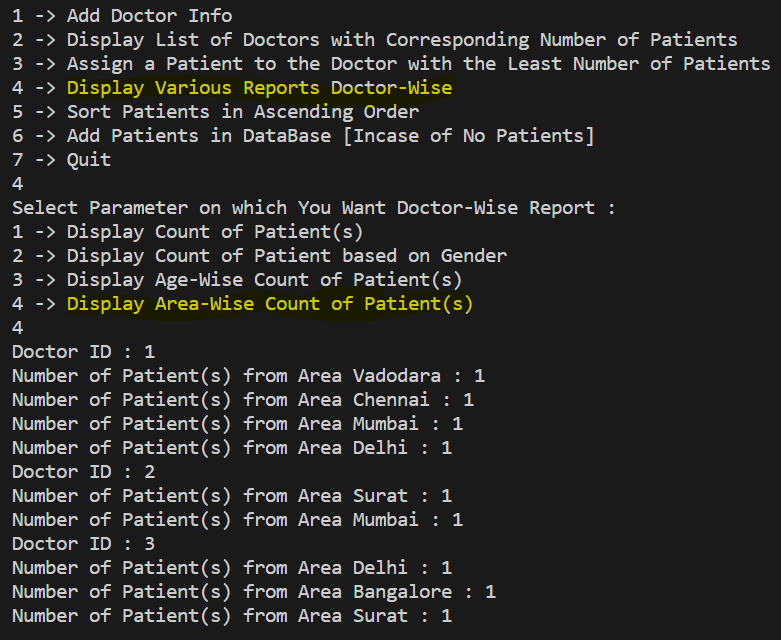 1 -> Add Doctor Info
2 -> Display List of Doctors with Corresponding Number of Patients
3 -> Assign a Patient to the Doctor with the Least Number of Patients
4 -> Display Various Reports Doctor-Wise
5 -> Sort Patients in Ascending Order
6 -> Add Patients in DataBase [Incase of No Patients]
7 -> Quit
4
Select Parameter on which You Want Doctor-Wise Report :
1 -> Display Count of Patient(s)
2 -> Display Count of Patient based on Gender
3 -> Display Age-Wise Count of Patient(s)
4 -> Display Area-Wise Count of Patient(s)
4
Doctor ID : 1
Number of Patient(s) from Area Vadodara : 1
Number of Patient(s) from Area Chennai : 1
Number of Patient(s) from Area Mumbai : 1
Number of Patient(s) from Area Delhi : 1
Doctor ID : 2
Number of Patient(s) from Area Surat : 1
Number of Patient(s) from Area Mumbai : 1
Doctor ID : 3
Number of Patient(s) from Area Delhi : 1
Number of Patient(s) from Area Bangalore : 1
Number of Patient(s) from Area Surat : 1